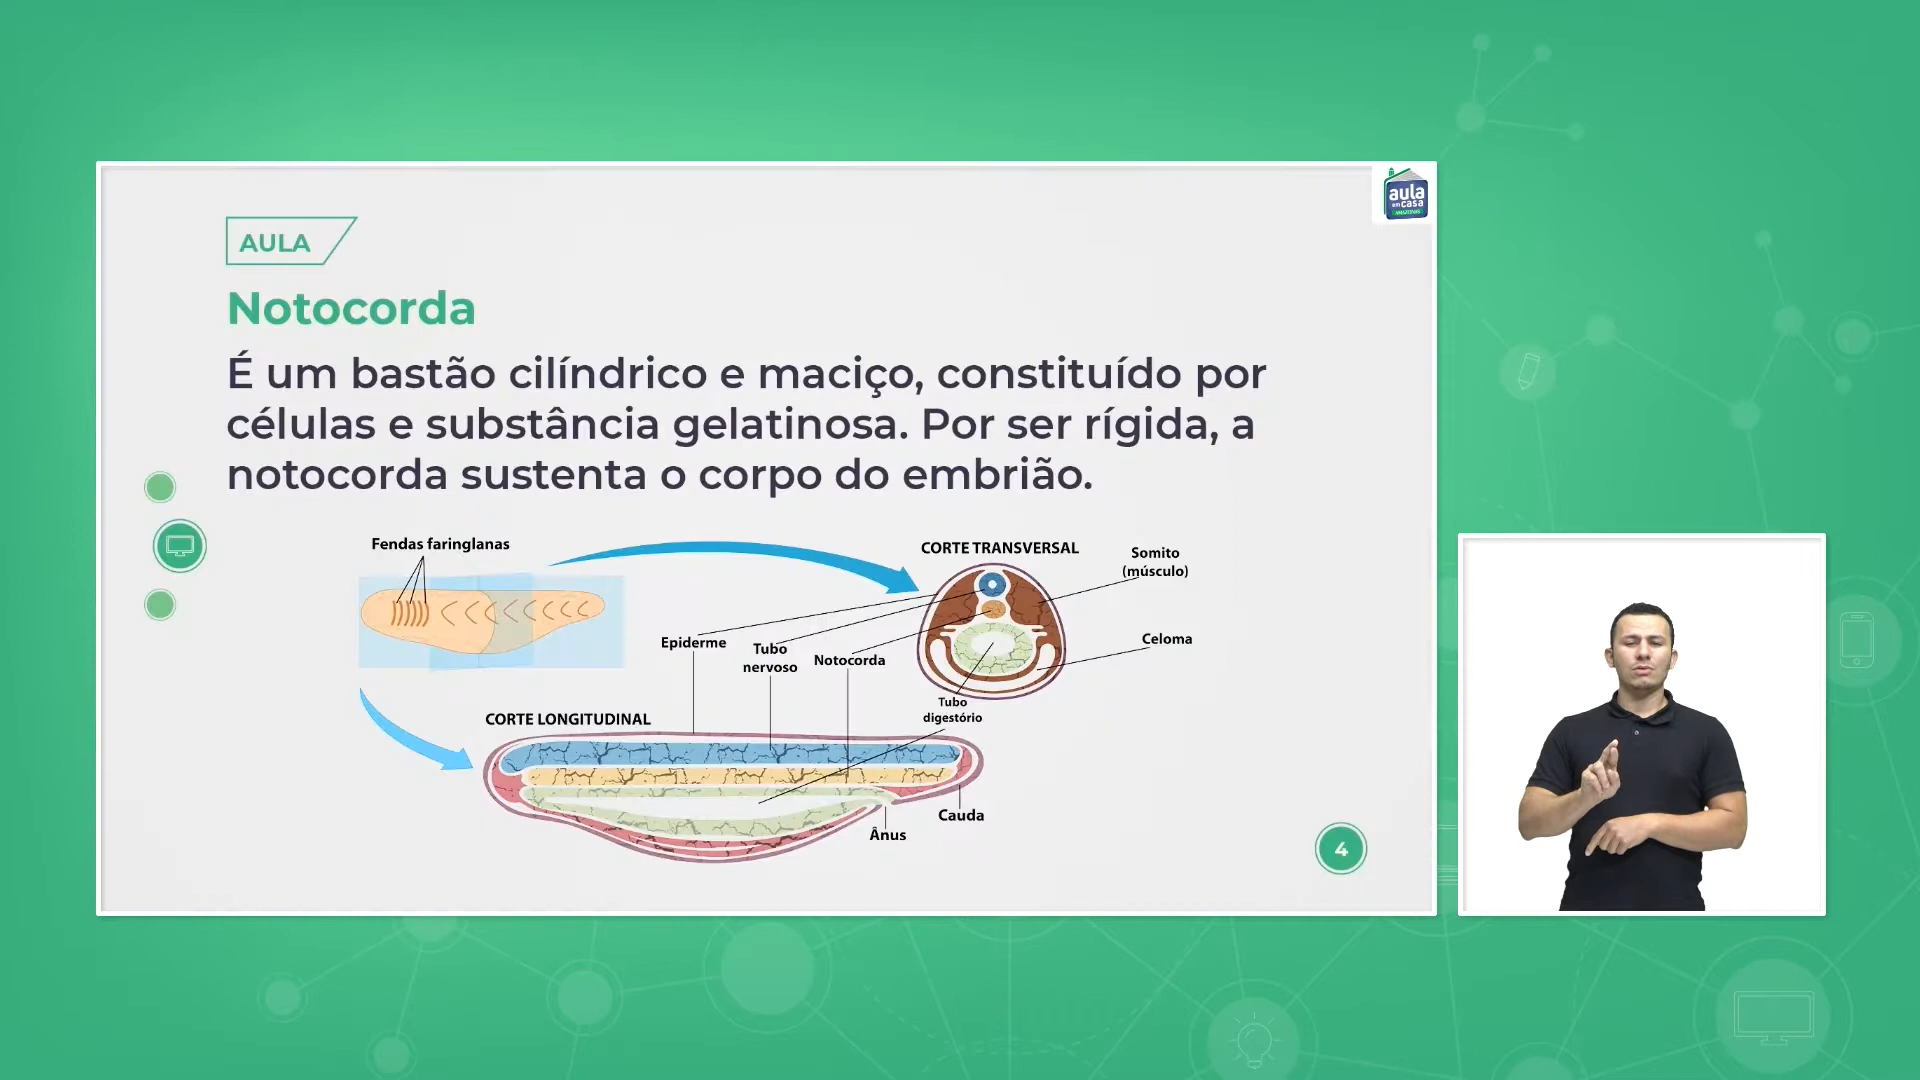 aula
em casa
AMAZONAS
AULA
Notocorda
É um bastão cilíndrico e maciço, constituído por
células e substância gelatinosa. Por ser rígida, a
notocorda sustenta o corpo do embrião.
Fendas faringlanas
CORTE TRANSVERSAL
Somito
(músculo)
Epiderme
Tubo
nervoso
Notocorda
Celoma
Tubo
digestório
CORTE LONGITUDINAL
Cauda
Ânus
4